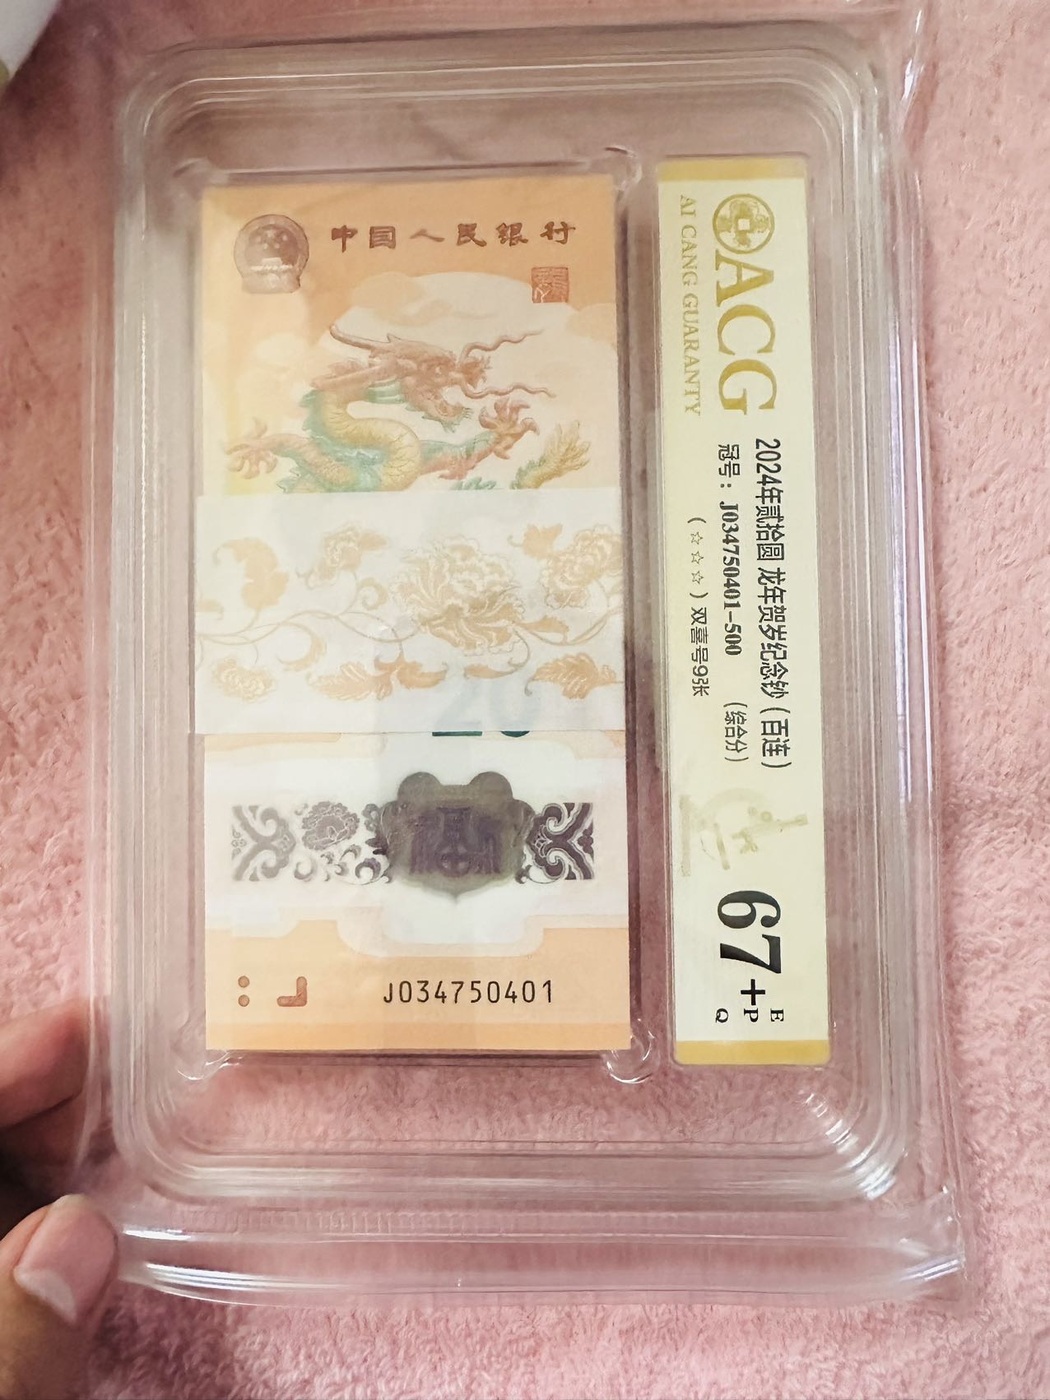 中国人民银行
20
福
J034750401
ACG
AI CANG GUARANTY
2024年贰拾圆 龙年贺岁纪念钞（百连）
冠号：J034750401-500 （综合分）
（☆☆☆）双喜号9张
67+
E
P
Q